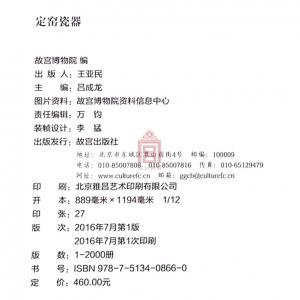 定窑瓷器
故宫博物院 编
出 版 人：王亚民
主 编：吕成龙
图片资料：故宫博物院资料信息中心
责任编辑：万 钧
装帧设计：李 猛
出版发行：故宫出版社
地址：北京市东城区景山前街4号 邮编：100009
电话：010-85007808 010-85007816 传真：010-65129479
网址：www.culturefc.cn 邮箱：ggcb@culturefc.cn
印 刷：北京雅昌艺术印刷有限公司
开 本：889毫米×1194毫米 1/12
印 张：27
版 次：2016年7月第1版
2016年7月第1次印刷
印 数：1-2000册
书 号：ISBN 978-7-5134-0866-0
定 价：460.00元